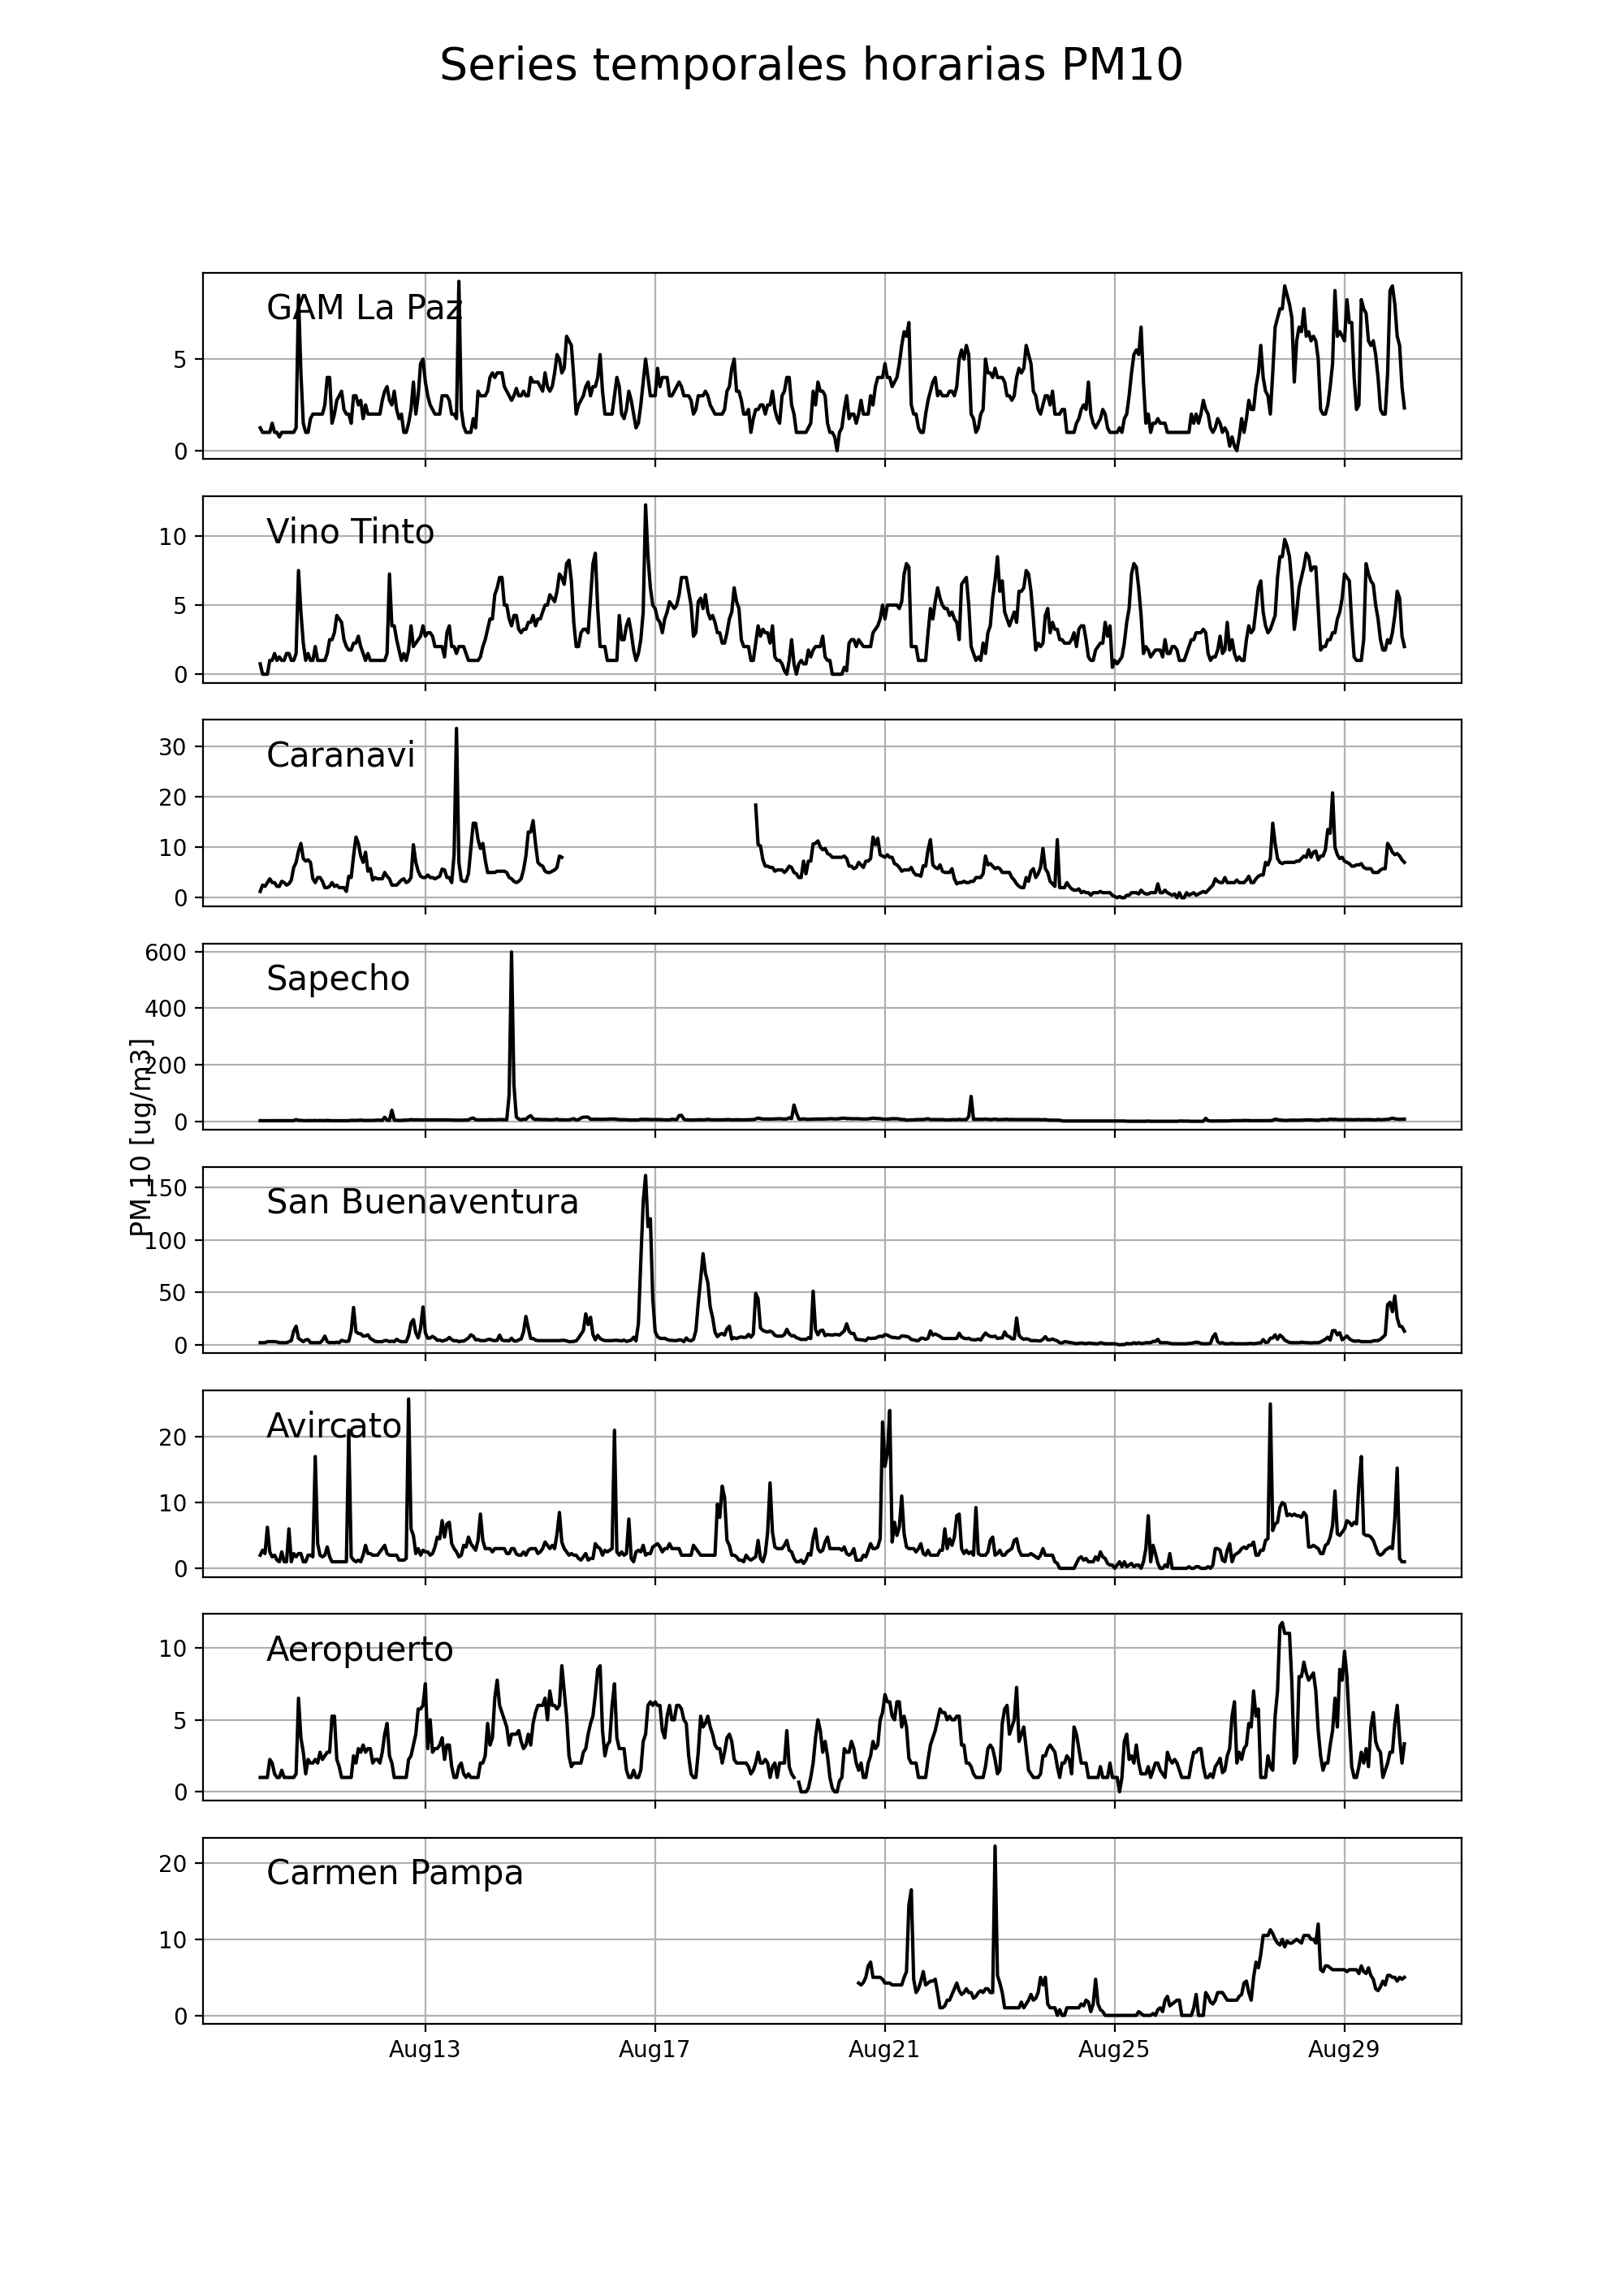 Series temporales horarias PM10
GAM La Paz
5
0
Vino Tinto
10
5
0
Caranavi
30
20
10
0
Sapecho
600
400
200
0
PM 10 [ug/m3]
San Buenaventura
150
100
50
0
Avircato
20
10
0
Aeropuerto
10
5
0
Carmen Pampa
20
10
0
Aug13 Aug17 Aug21 Aug25 Aug29